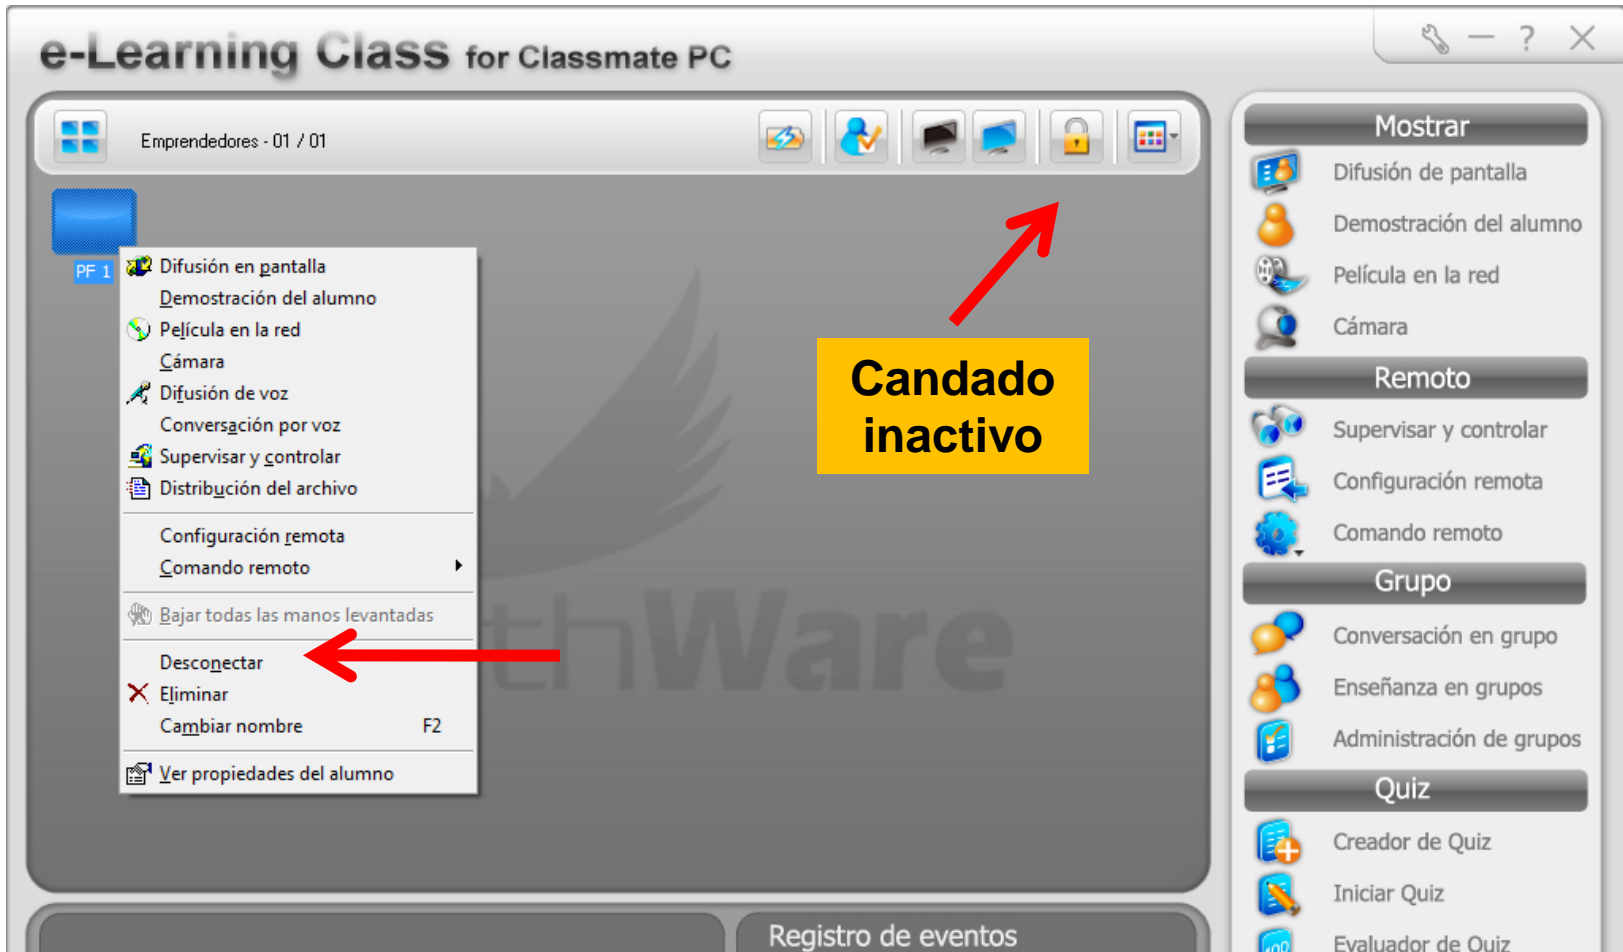 e-Learning Class for Classmate PC
?
Emprendedores - 01 / 01
PF 1
Difusión en pantalla
Demostración del alumno
Película en la red
Cámara
Difusión de voz
Conversación por voz
Supervisar y controlar
Distribución del archivo
Configuración remota
Comando remoto
Bajar todas las manos levantadas
Desconectar
Eliminar
Cambiar nombre F2
Ver propiedades del alumno
Candado
inactivo
thWare
Mostrar
Difusión de pantalla
Demostración del alumno
Película en la red
Cámara
Remoto
Supervisar y controlar
Configuración remota
Comando remoto
Grupo
Conversación en grupo
Enseñanza en grupos
Administración de grupos
Quiz
Creador de Quiz
Iniciar Quiz
Evaluador de Quiz
Registro de eventos